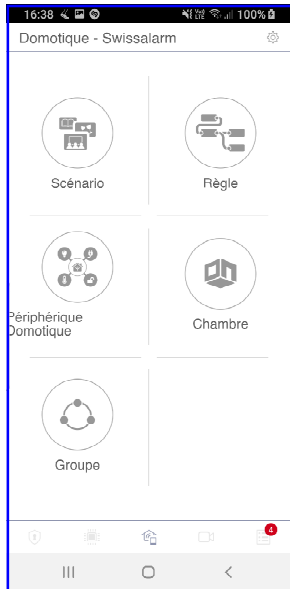 16:38 100%
Domotique - Swissalarm
Scénario
Règle
Périphérique
Domotique
Chambre
Groupe
4